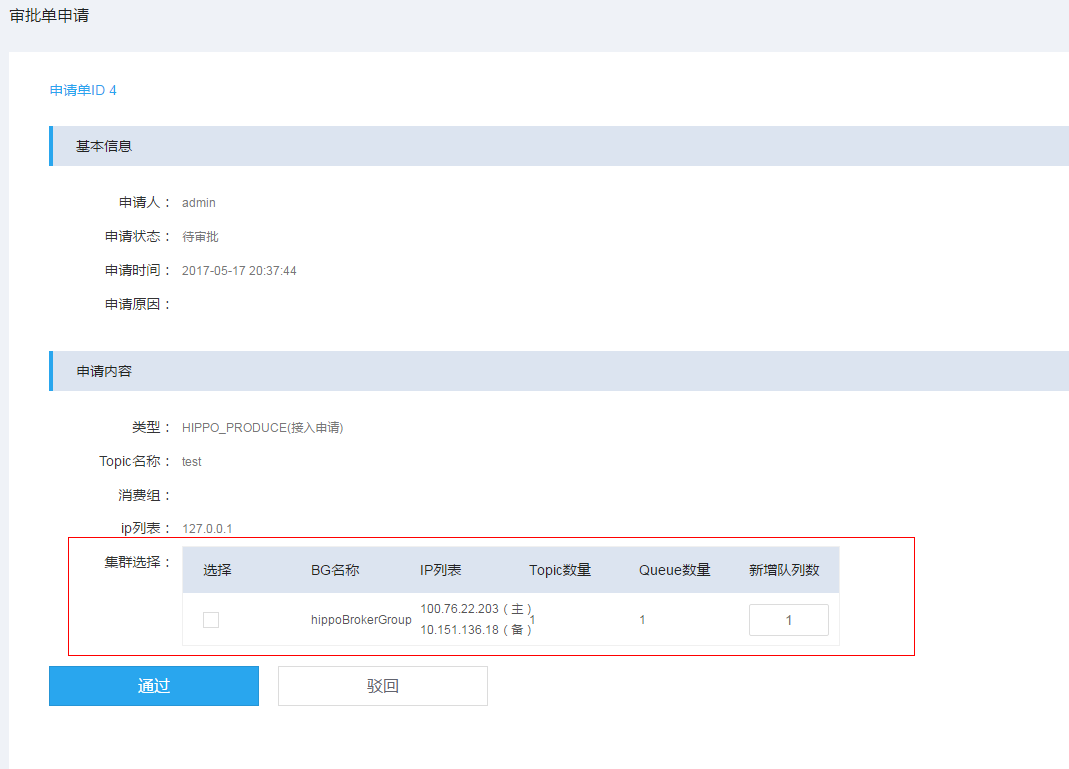 审批单申请
申请单ID 4
基本信息
申请人： admin
申请状态： 待审批
申请时间： 2017-05-17 20:37:44
申请原因：
申请内容
类型： HIPPO_PRODUCE(接入申请)
Topic名称： test
消费组：
ip列表： 127.0.0.1
集群选择： 选择 BG名称 IP列表 Topic数量 Queue数量 新增队列数
hippoBrokerGroup 100.76.22.203（主） 1 1 1
10.151.136.18（备）
通过 驳回